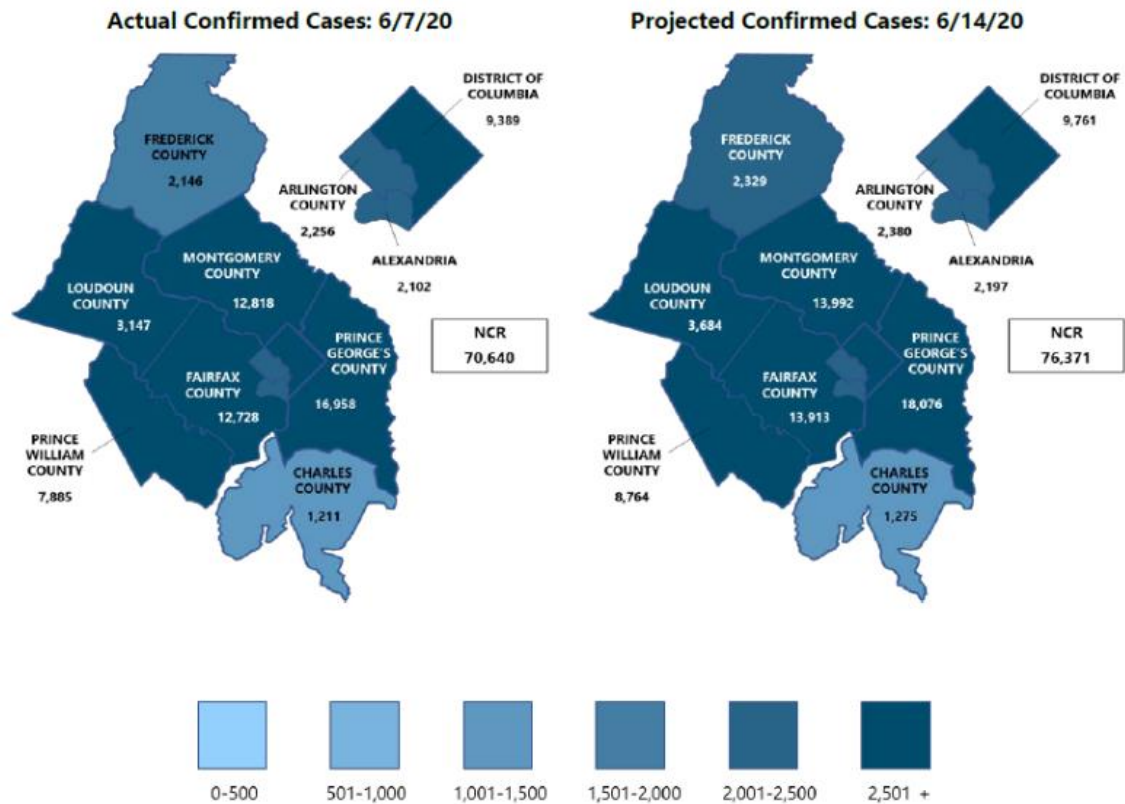 Actual Confirmed Cases: 6/7/20
DISTRICT OF
COLUMBIA
9,389
FREDERICK
COUNTY
2,146
ARLINGTON
COUNTY
2,256
ALEXANDRIA
2,102
MONTGOMERY
COUNTY
12,818
LOUDOUN
COUNTY
3,147
NCR
70,640
PRINCE
GEORGE'S
COUNTY
16,958
FAIRFAX
COUNTY
12,728
PRINCE
WILLIAM
COUNTY
7,885
CHARLES
COUNTY
1,211
Projected Confirmed Cases: 6/14/20
DISTRICT OF
COLUMBIA
9,761
FREDERICK
COUNTY
2,329
ARLINGTON
COUNTY
2,380
ALEXANDRIA
2,197
MONTGOMERY
COUNTY
13,992
LOUDOUN
COUNTY
3,684
NCR
76,371
PRINCE
GEORGE'S
COUNTY
18,076
FAIRFAX
COUNTY
13,913
PRINCE
WILLIAM
COUNTY
8,764
CHARLES
COUNTY
1,275
0-500
501-1,000
1,001-1,500
1,501-2,000
2,001-2,500
2,501 +